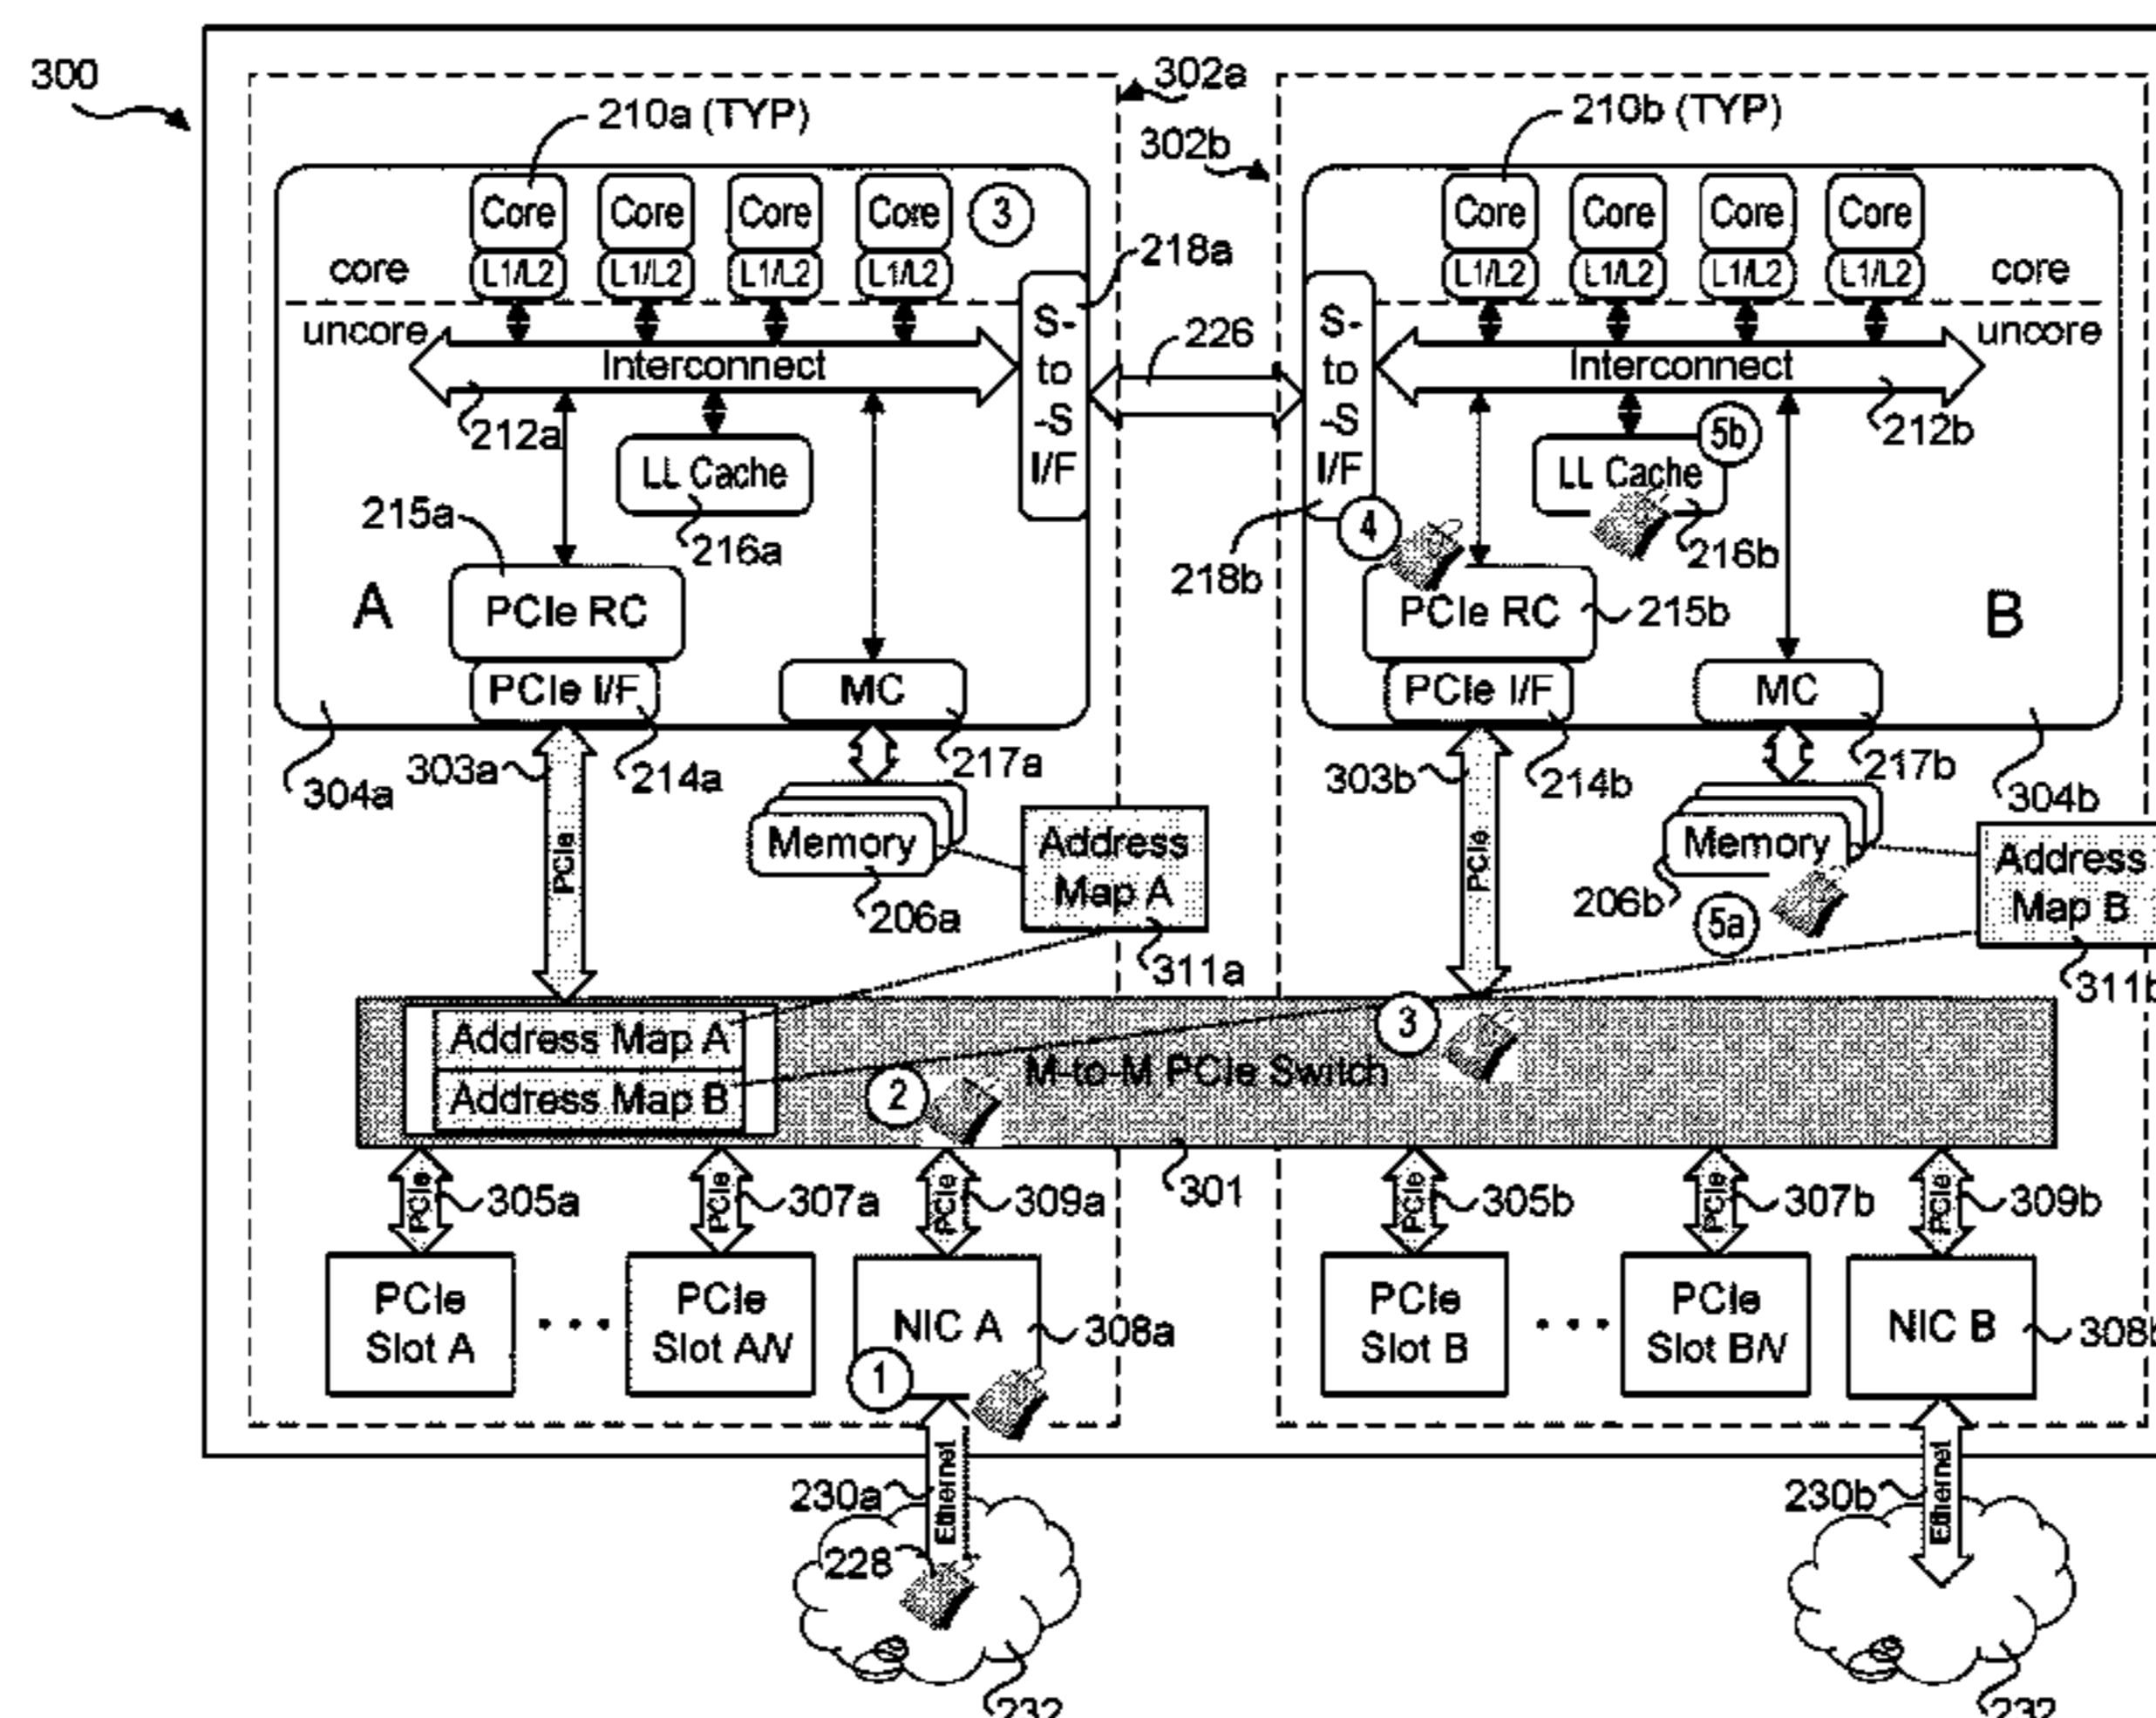 300
302a
210a (TYP)
210b (TYP)
302b
Core Core Core Core 3
Core Core Core Core
L1/L2 L1/L2 L1/L2 L1/L2
L1/L2 L1/L2 L1/L2 L1/L2
core
core
218a
uncore
uncore
S-
to
-S
I/F
226
S-
to
-S
I/F
Interconnect
Interconnect
212a
212b
LL Cache
5b
LL Cache
215a
216a
4
216b
218b
A
PCIe RC
PCIe RC
215b
B
PCIe I/F
MC
PCIe I/F
MC
304a
303a
214a
217a
303b
214b
217b
304b
PCIe
Memory
Address
Map A
PCIe
Memory
Address
Map B
206a
206b
5a
311a
311b
Address Map A
3
Address Map B
2
M-to-M PCIe Switch
PCIe
305a
PCIe
307a
PCIe
309a
301
PCIe
305b
PCIe
307b
PCIe
309b
PCIe
Slot A
• • •
PCIe
Slot AN
NIC A
308a
1
PCIe
Slot B
• • •
PCIe
Slot BN
NIC B
308b
230a
Ethernet
230b
Ethernet
228
232
232